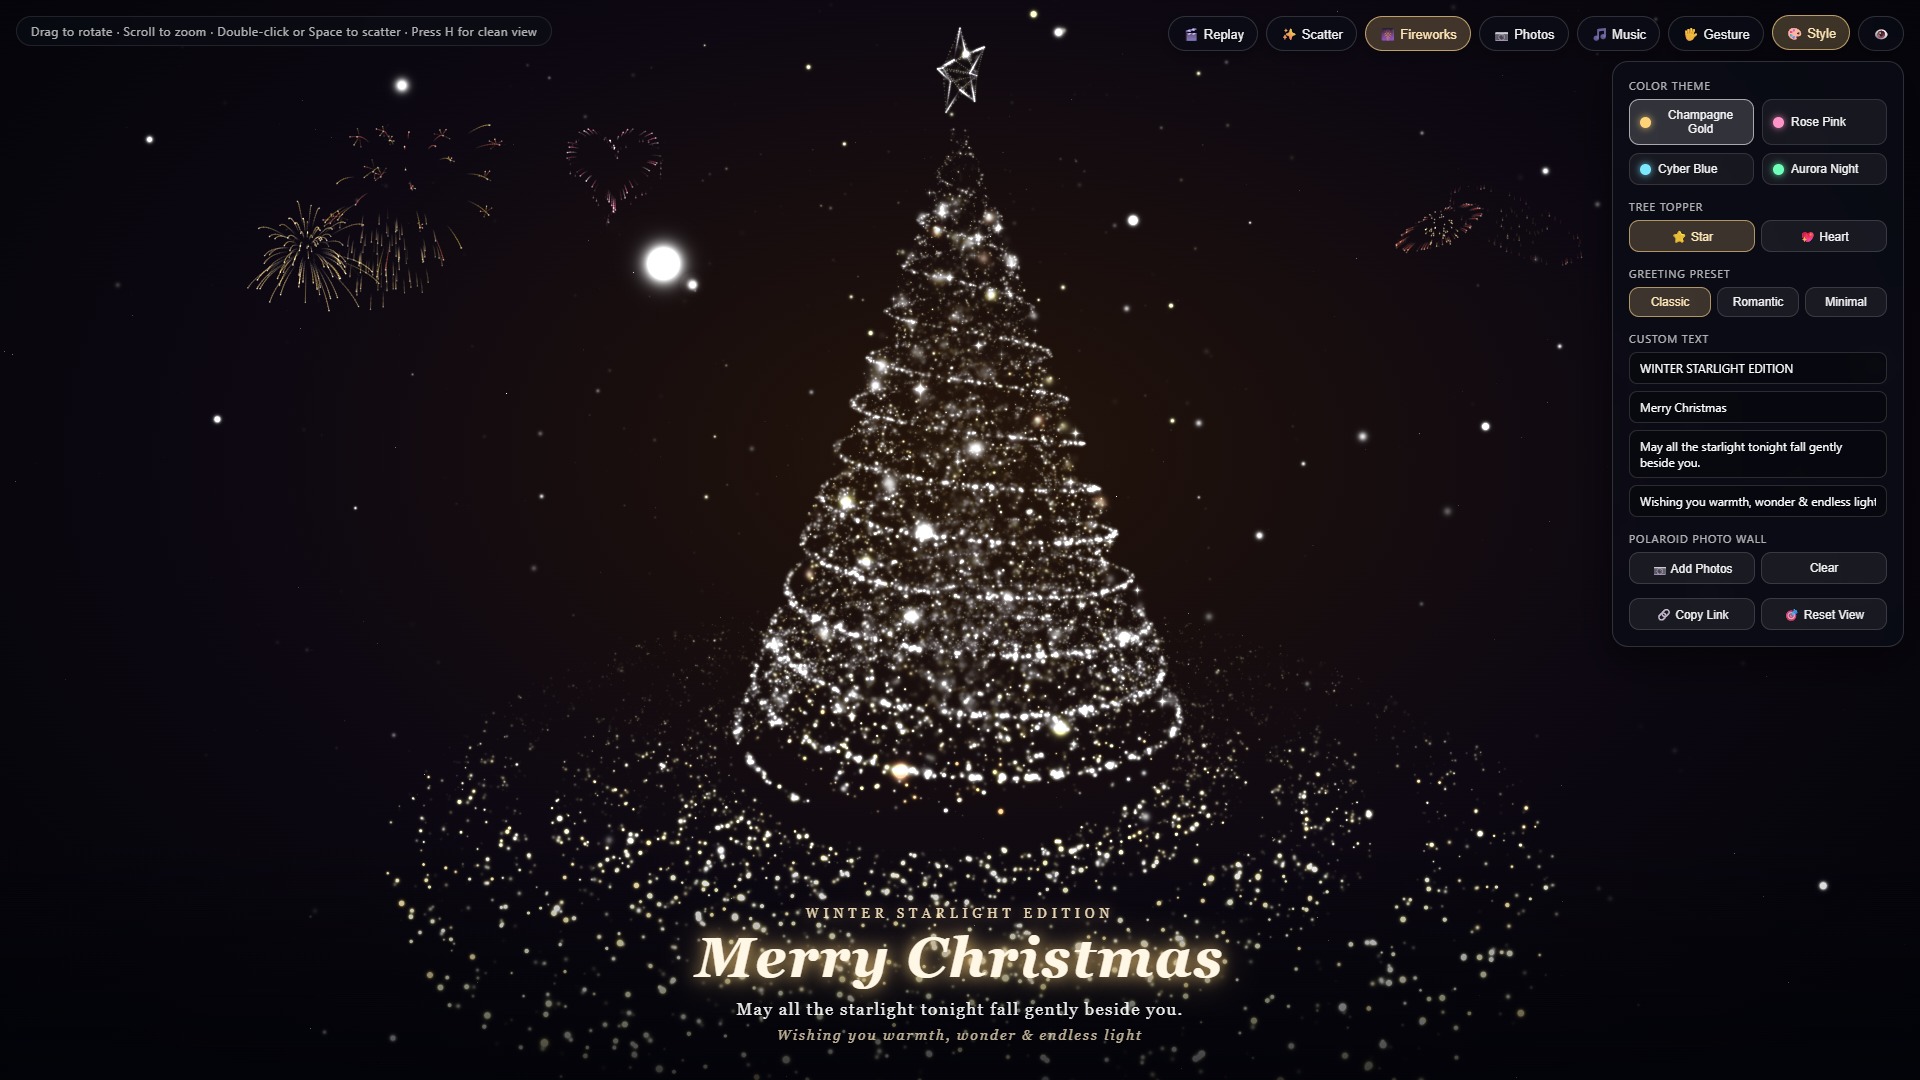 Drag to rotate · Scroll to zoom · Double-click or Space to scatter · Press H for clean view
Replay
Scatter
Fireworks
Photos
Music
Gesture
Style
COLOR THEME
Champagne
Gold
Rose Pink
Cyber Blue
Aurora Night
TREE TOPPER
Star
Heart
GREETING PRESET
Classic
Romantic
Minimal
CUSTOM TEXT
WINTER STARLIGHT EDITION
Merry Christmas
May all the starlight tonight fall gently
beside you.
Wishing you warmth, wonder & endless light
POLAROID PHOTO WALL
Add Photos
Clear
Copy Link
Reset View
WINTER STARLIGHT EDITION
Merry Christmas
May all the starlight tonight fall gently beside you.
Wishing you warmth, wonder & endless light